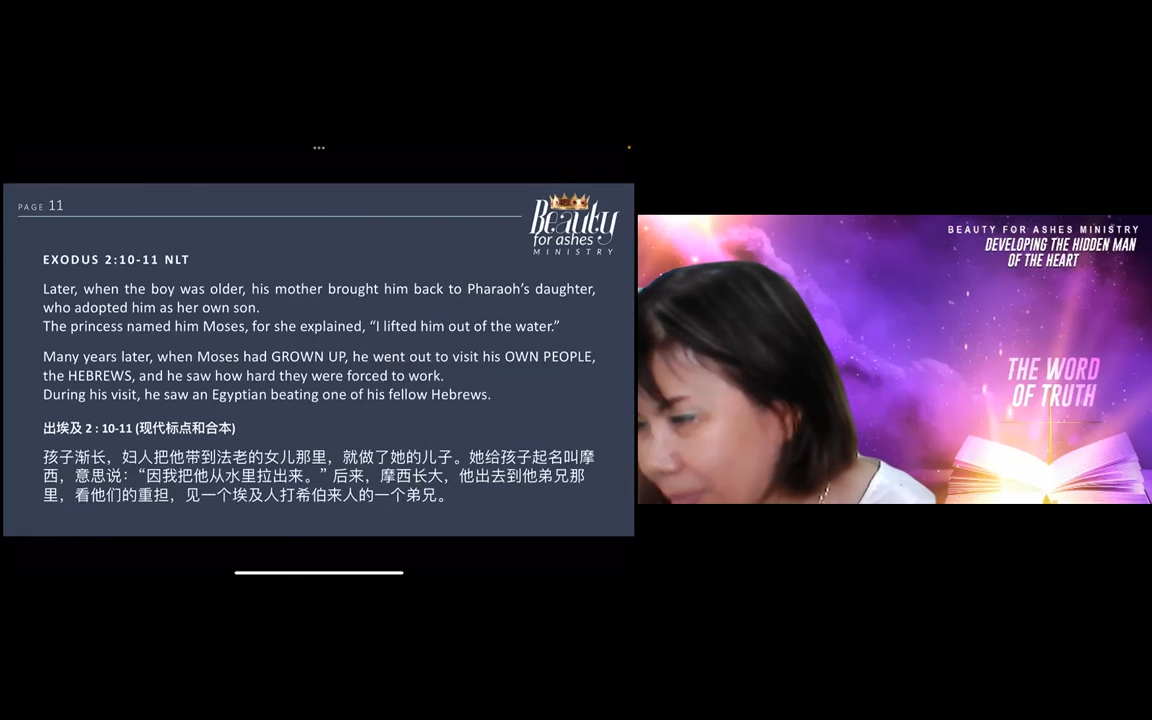 PAGE 11
Beauty
for ashes
MINISTRY
EXODUS 2:10-11 NLT
Later, when the boy was older, his mother brought him back to Pharaoh’s daughter,
who adopted him as her own son.
The princess named him Moses, for she explained, “I lifted him out of the water.”
Many years later, when Moses had GROWN UP, he went out to visit his OWN PEOPLE,
the HEBREWS, and he saw how hard they were forced to work.
During his visit, he saw an Egyptian beating one of his fellow Hebrews.
出埃及 2 : 10-11 (现代标点和合本)
孩子渐长，妇人把他带到法老的女儿那里，就做了她的儿子。她给孩子起名叫摩
西，意思说：“因我把他从水里拉出来。” 后来，摩西长大，他出去到他弟兄那
里，看他们的重担，见一个埃及人打希伯来人的一个弟兄。
BEAUTY FOR ASHES MINISTRY
DEVELOPING THE HIDDEN MAN
OF THE HEART
THE WORD
OF TRUTH